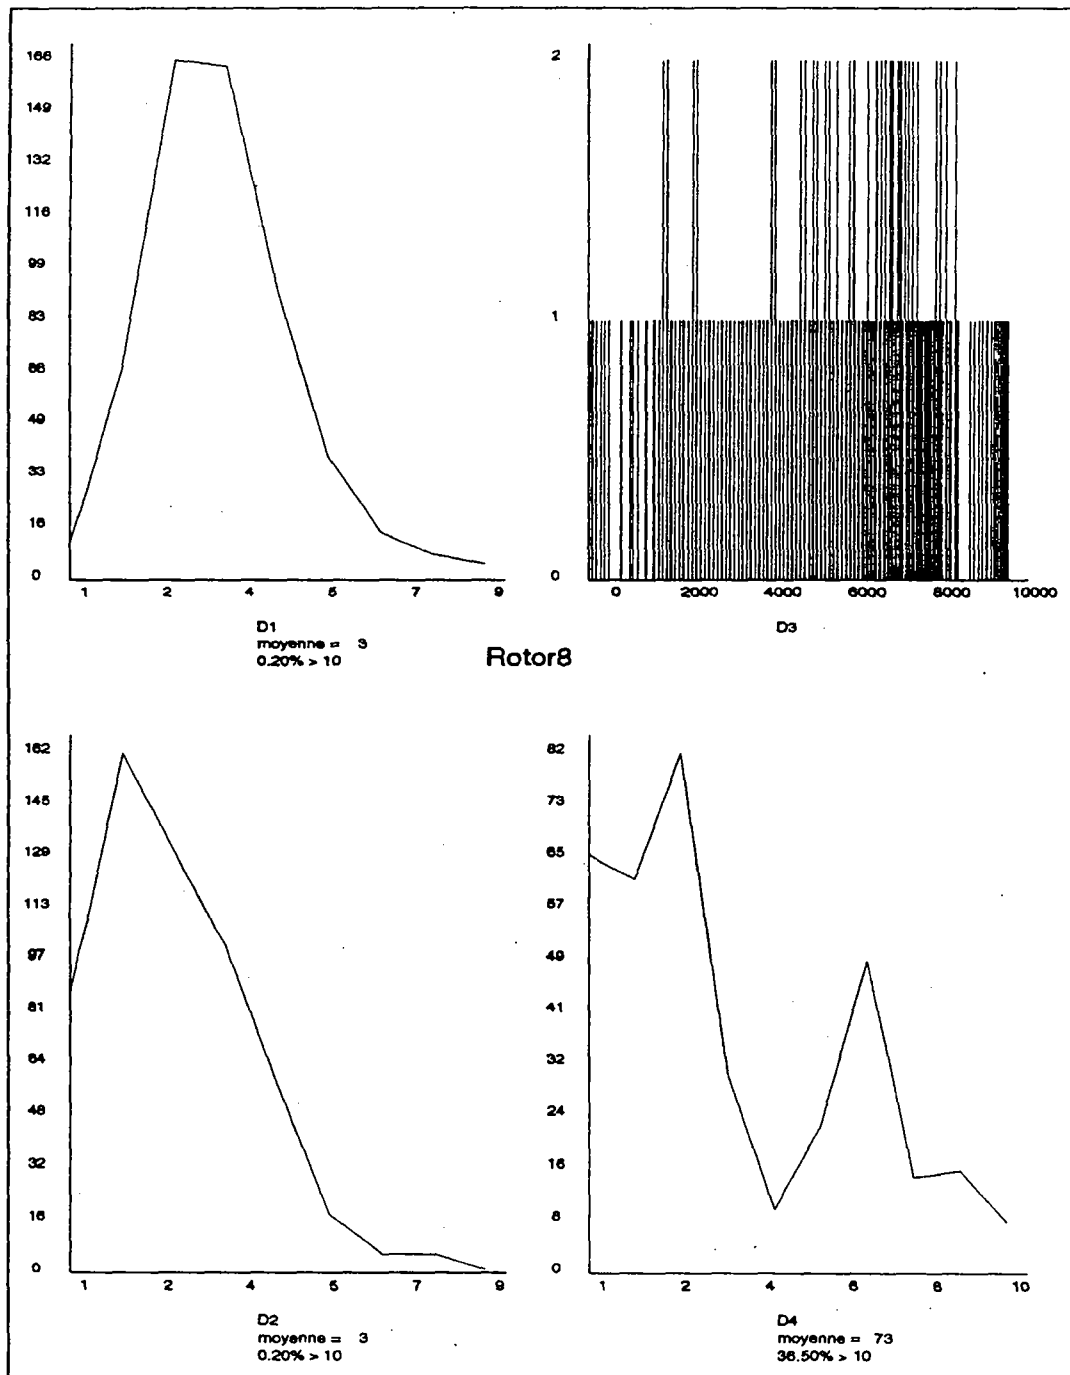 166
149
132
116
99
83
66
49
33
16
0
1 2 4 5 7 9
D1
moyenne = 3
0.20% > 10
2
1
0
0 2000 4000 6000 8000 10000
D3
Rotor8
162
145
129
113
97
81
64
48
32
16
0
1 2 4 5 7 9
D2
moyenne = 3
0.20% > 10
82
73
65
57
49
41
32
24
16
8
0
1 2 4 6 8 10
D4
moyenne = 73
36.50% > 10